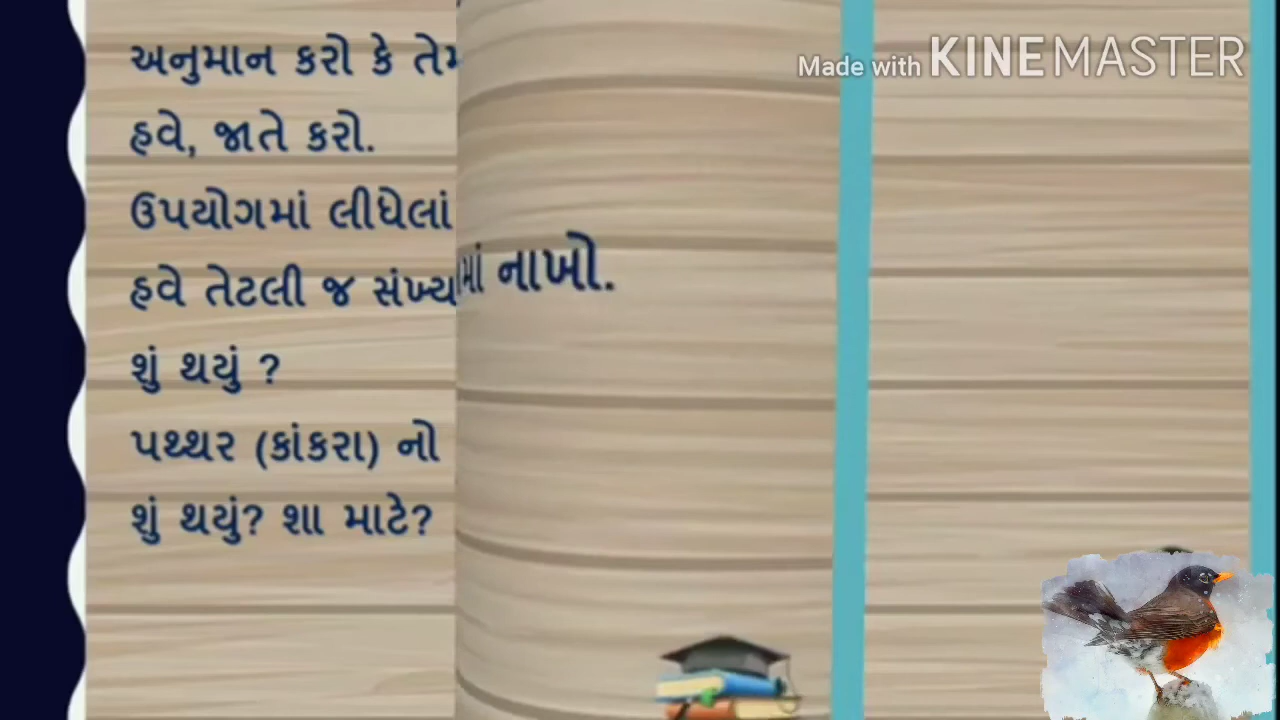 અનુમાન કરો કે
Made with KINEMASTER
હવે, જાતે કરો.
ઉપયોગમાં લીધેલાં
માં નાખો.
હવે તેટલી જ
શું થયું ?
પથ્થર (કાંકરા) નો
શું થયું? શા માટે?